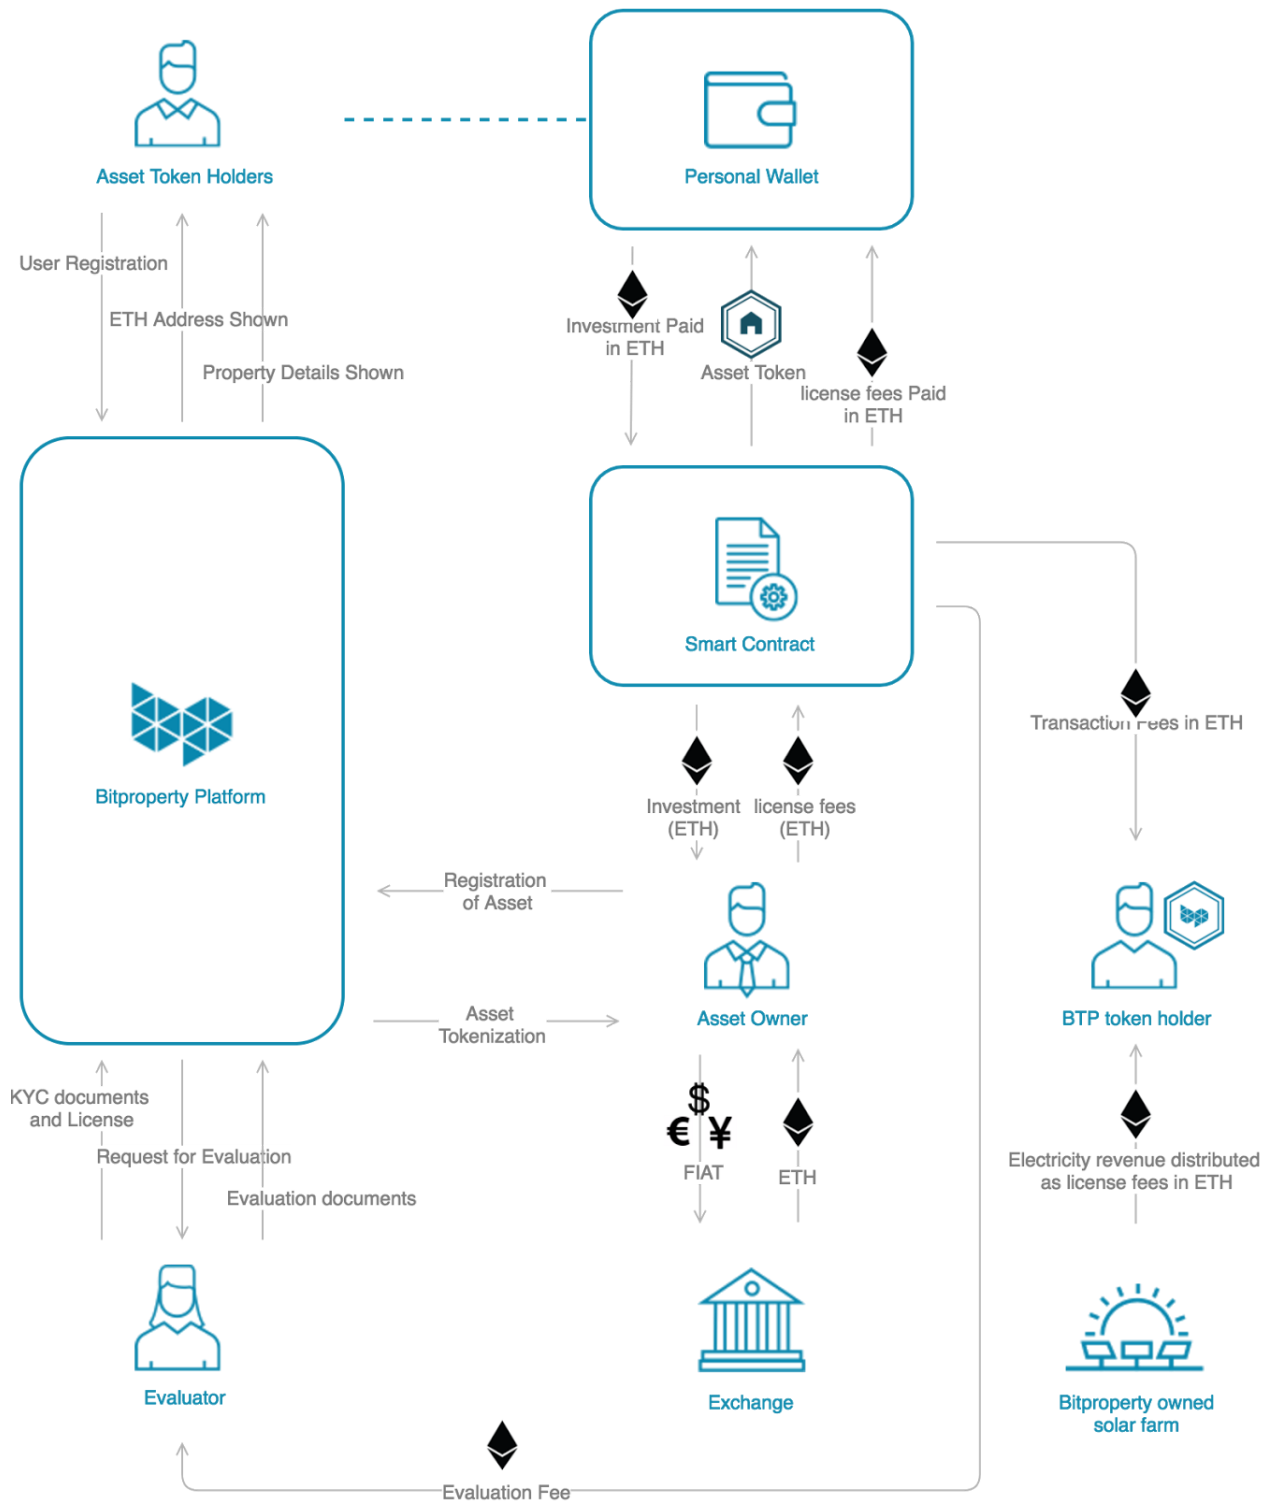 Asset Token Holders
Personal Wallet
User Registration
ETH Address Shown
Property Details Shown
Investment Paid
in ETH
Asset Token
license fees Paid
in ETH
Smart Contract
Bitproperty Platform
Transaction Fees in ETH
Investment
(ETH)
license fees
(ETH)
Registration
of Asset
Asset
Tokenization
Asset Owner
BTP token holder
KYC documents
and License
Request for Evaluation
Evaluation documents
$
€ ¥
FIAT
ETH
Electricity revenue distributed
as license fees in ETH
Evaluator
Exchange
Bitproperty owned
solar farm
Evaluation Fee